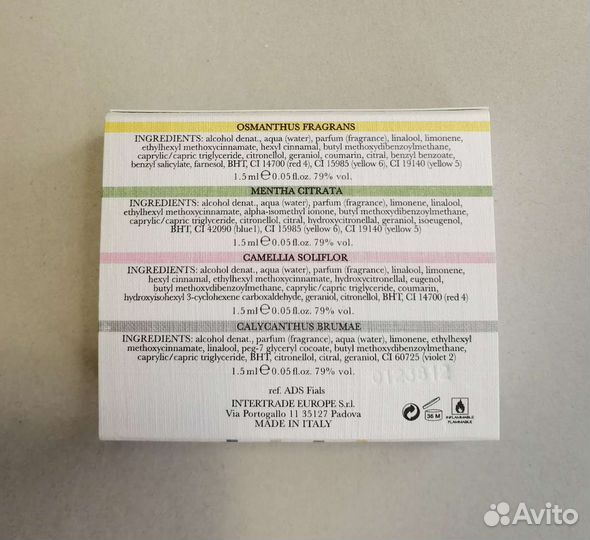 OSMANTHUS FRAGRANS
INGREDIENTS: alcohol denat., aqua (water), parfum (fragrance), linalool, limonene,
ethylhexyl methoxycinnamate, hexyl cinnamal, butyl methoxydibenzoylmethane,
caprylic/capric triglyceride, citronellol, geraniol, coumarin, citral, benzyl benzoate,
benzyl salicylate, farnesol, BHT, CI 14700 (red 4), CI 15985 (yellow 6), CI 19140 (yellow 5)
1.5 ml ℮ 0.05 fl.oz. 79% vol.
MENTHA CITRATA
INGREDIENTS: alcohol denat., aqua (water), parfum (fragrance), limonene, linalool,
ethylhexyl methoxycinnamate, alpha-isomethyl ionone, butyl methoxydibenzoylmethane,
caprylic/capric triglyceride, citronellol, citral, hydroxycitronellal, geraniol, isoeugenol,
BHT, CI 42090 (blue1), CI 15985 (yellow 6), CI 19140 (yellow 5)
1.5 ml ℮ 0.05 fl.oz. 79% vol.
CAMELLIA SOLIFLOR
INGREDIENTS: alcohol denat., aqua (water), parfum (fragrance), linalool, limonene,
hexyl cinnamal, ethylhexyl methoxycinnamate, hydroxycitronellal, eugenol,
butyl methoxydibenzoylmethane, caprylic/capric triglyceride, coumarin,
hydroxyisohexyl 3-cyclohexene carboxaldehyde, geraniol, citronellol, BHT, CI 14700 (red 4)
1.5 ml ℮ 0.05 fl.oz. 79% vol.
CALYCANTHUS BRUMAE
INGREDIENTS: alcohol denat., parfum (fragrance), aqua (water), limonene, ethylhexyl
methoxycinnamate, linalool, peg-7 glyceryl cocoate, butyl methoxydibenzoylmethane,
caprylic/capric triglyceride, BHT, citronellol, citral, geraniol, CI 60725 (violet 2)
1.5 ml ℮ 0.05 fl.oz. 79% vol.
ref. ADS Fials
INTERTRADE EUROPE S.r.l.
Via Portogallo 11 35127 Padova
MADE IN ITALY
36 M
INFLAMMABLE
FLAMMABLE
Avito